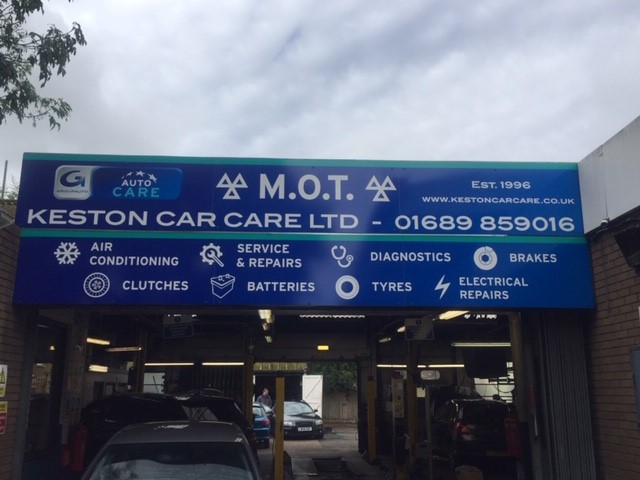 AUTO
CARE
M.O.T.
EST. 1996
WWW.KESTONCARCARE.CO.UK
KESTON CAR CARE LTD - 01689 859016
AIR
CONDITIONING
SERVICE
& REPAIRS
DIAGNOSTICS
BRAKES
CLUTCHES
BATTERIES
TYRES
ELECTRICAL
REPAIRS